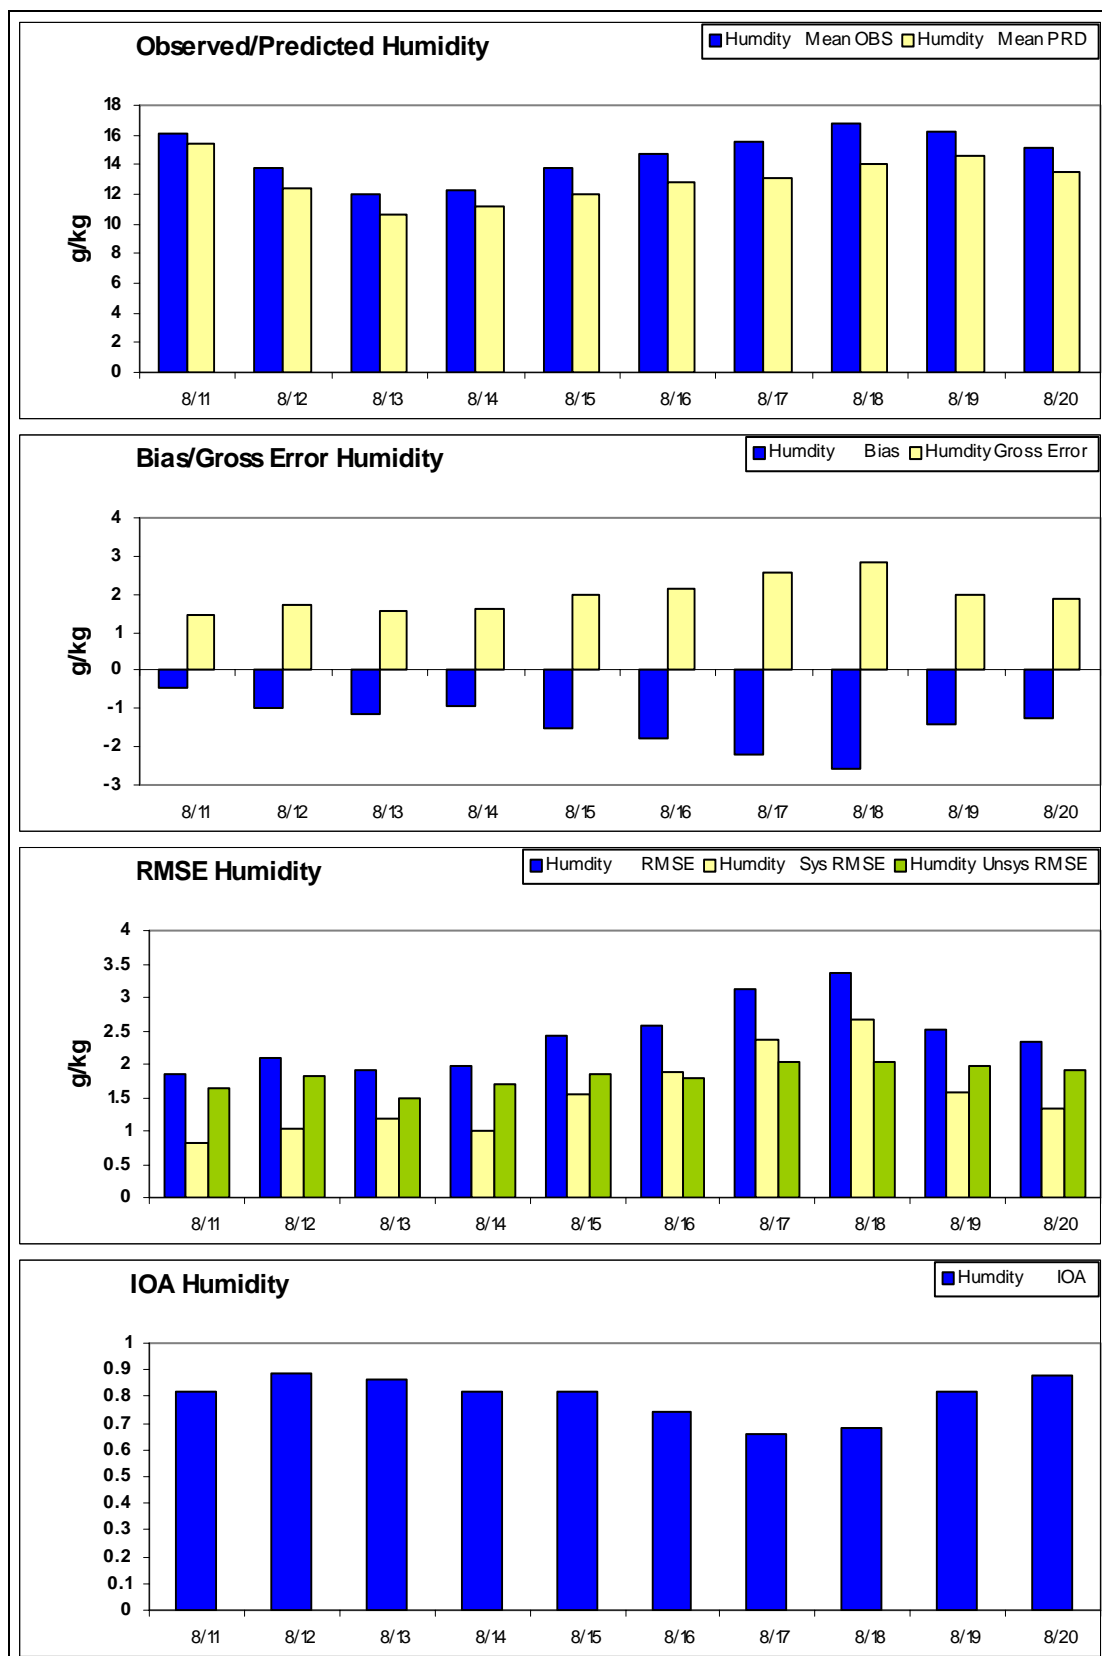 Observed/Predicted Humidity
Humdity Mean OBS Humdity Mean PRD
18
16
14
12
10
8
6
4
2
0
g/kg
8/11 8/12 8/13 8/14 8/15 8/16 8/17 8/18 8/19 8/20
Bias/Gross Error Humidity
Humdity Bias Humdity Gross Error
4
3
2
1
0
-1
-2
-3
g/kg
8/11 8/12 8/13 8/14 8/15 8/16 8/17 8/18 8/19 8/20
RMSE Humidity
Humdity RMSE Humdity Sys RMSE Humdity Unsys RMSE
4
3.5
3
2.5
2
1.5
1
0.5
0
g/kg
8/11 8/12 8/13 8/14 8/15 8/16 8/17 8/18 8/19 8/20
IOA Humidity
Humdity IOA
1
0.9
0.8
0.7
0.6
0.5
0.4
0.3
0.2
0.1
0
8/11 8/12 8/13 8/14 8/15 8/16 8/17 8/18 8/19 8/20